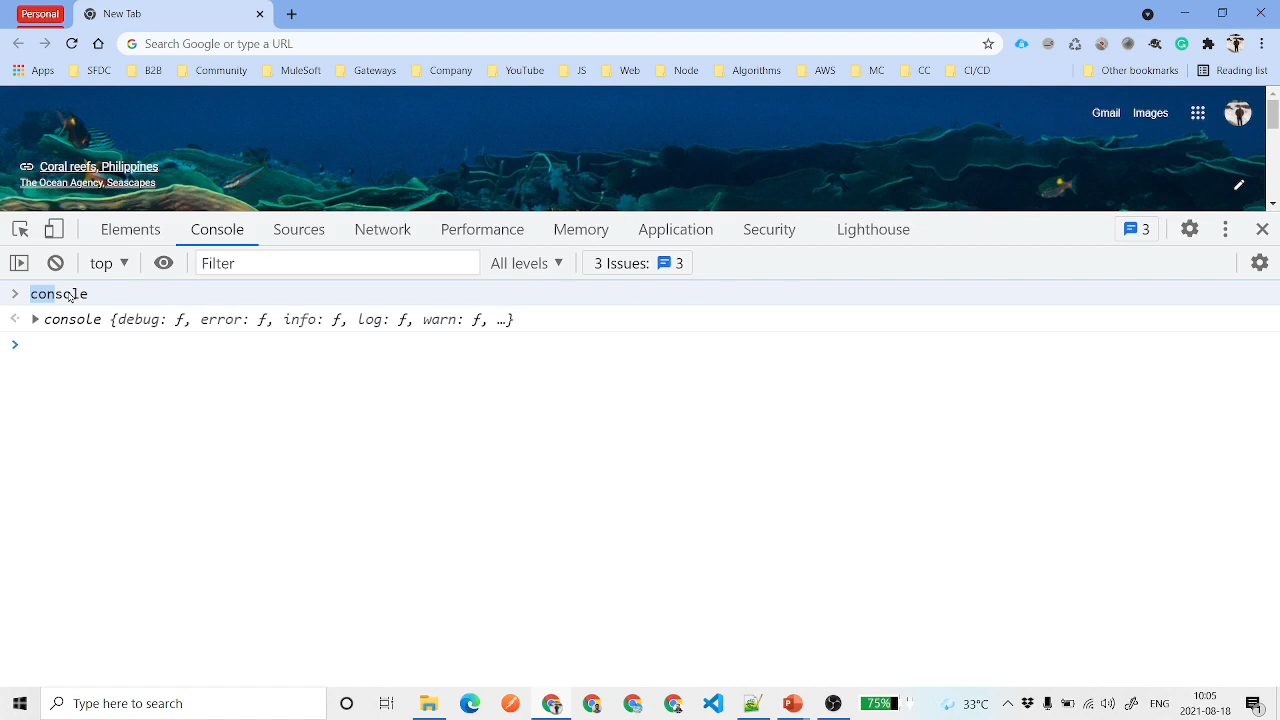 Personal New Tab
Search Google or type a URL
Apps SFDC B2B Community MuleSoft Gateways Company YouTube JS Web Node Algorithms AWS MC CC CI/CD Other bookmarks Reading list
Gmail Images
Coral reefs, Philippines
The Ocean Agency, Seascapes
Elements Console Sources Network Performance Memory Application Security Lighthouse 3
top Filter All levels 3 Issues: 3
console
console {debug: ƒ, error: ƒ, info: ƒ, log: ƒ, warn: ƒ, …}
Type here to search 75% 33°C ENG 10:05
2021-08-18